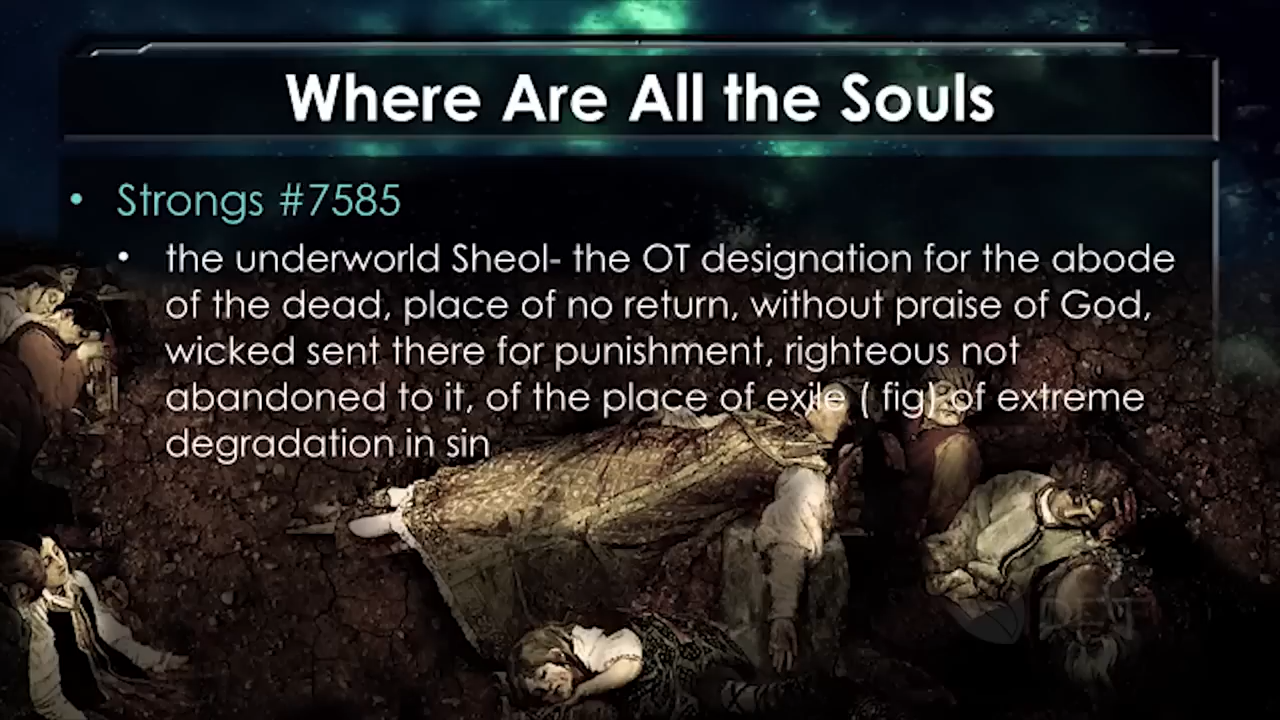 Where Are All the Souls
• Strongs #7585
• the underworld Sheol- the OT designation for the abode
of the dead, place of no return, without praise of God,
wicked sent there for punishment, righteous not
abandoned to it, of the place of exile ( fig) of extreme
degradation in sin